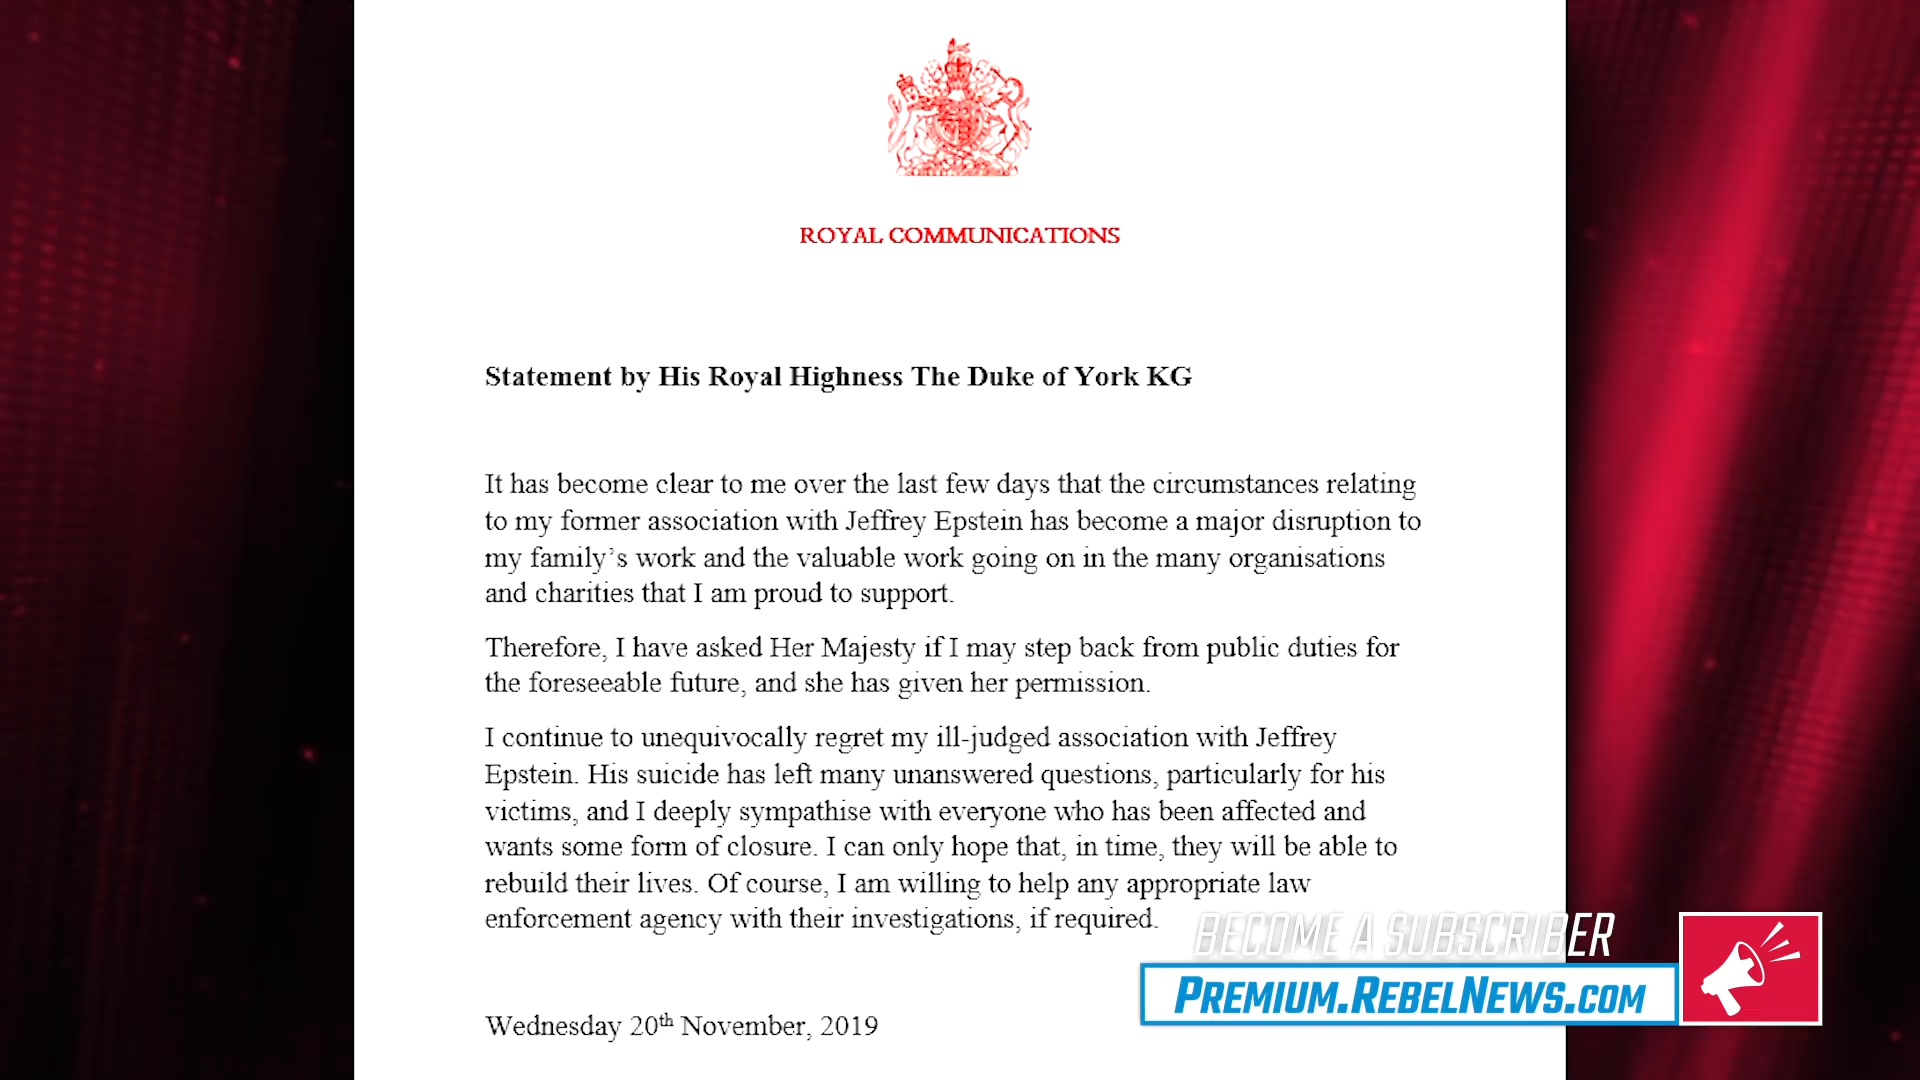 ROYAL COMMUNICATIONS
Statement by His Royal Highness The Duke of York KG
It has become clear to me over the last few days that the circumstances relating
to my former association with Jeffrey Epstein has become a major disruption to
my family's work and the valuable work going on in the many organisations
and charities that I am proud to support.
Therefore, I have asked Her Majesty if I may step back from public duties for
the foreseeable future, and she has given her permission.
I continue to unequivocally regret my ill-judged association with Jeffrey
Epstein. His suicide has left many unanswered questions, particularly for his
victims, and I deeply sympathise with everyone who has been affected and
wants some form of closure. I can only hope that, in time, they will be able to
rebuild their lives. Of course, I am willing to help any appropriate law
enforcement agency with their investigations, if required.
Wednesday 20th November, 2019
BECOME A SUBSCRIBER
PREMIUM.REBELNEWS.COM